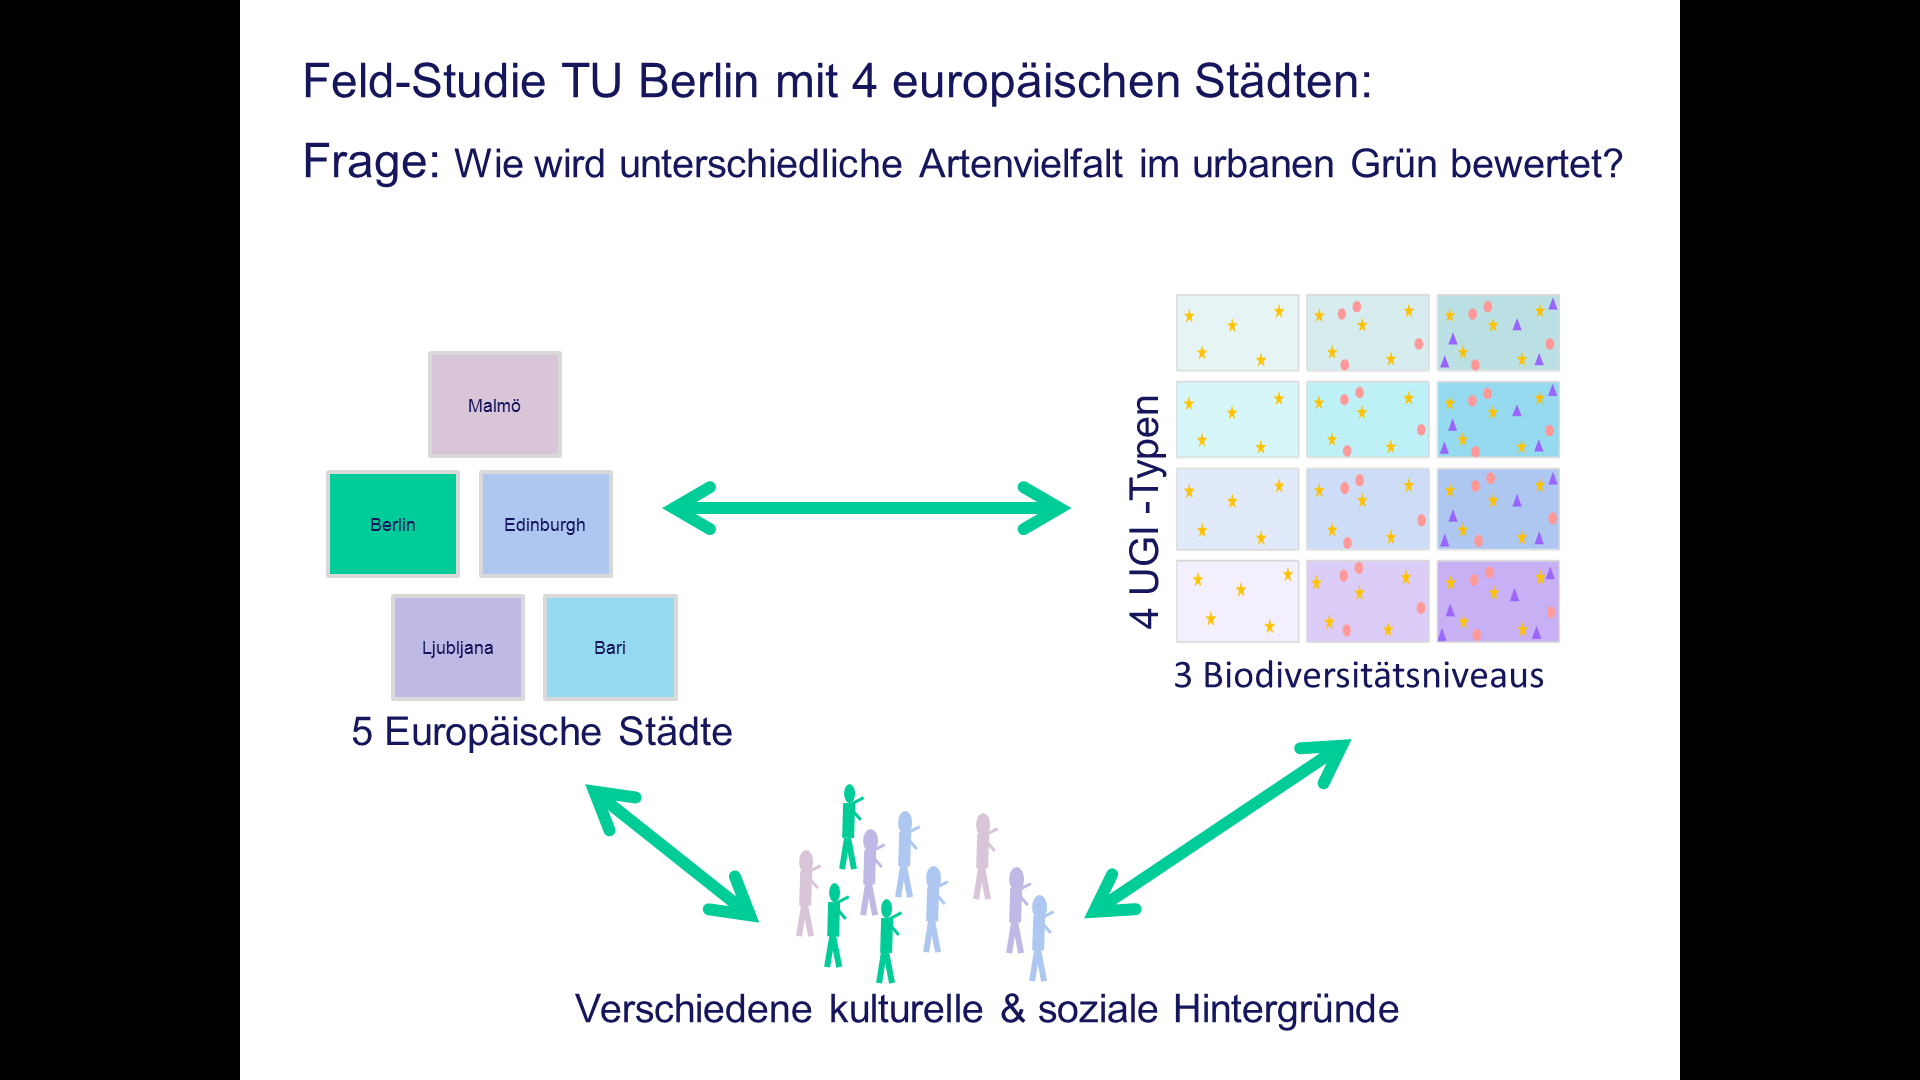 Feld-Studie TU Berlin mit 4 europäischen Städten:
Frage: Wie wird unterschiedliche Artenvielfalt im urbanen Grün bewertet?
Malmö
Berlin
Edinburgh
Ljubljana
Bari
5 Europäische Städte
4 UGI -Typen
3 Biodiversitätsniveaus
Verschiedene kulturelle & soziale Hintergründe